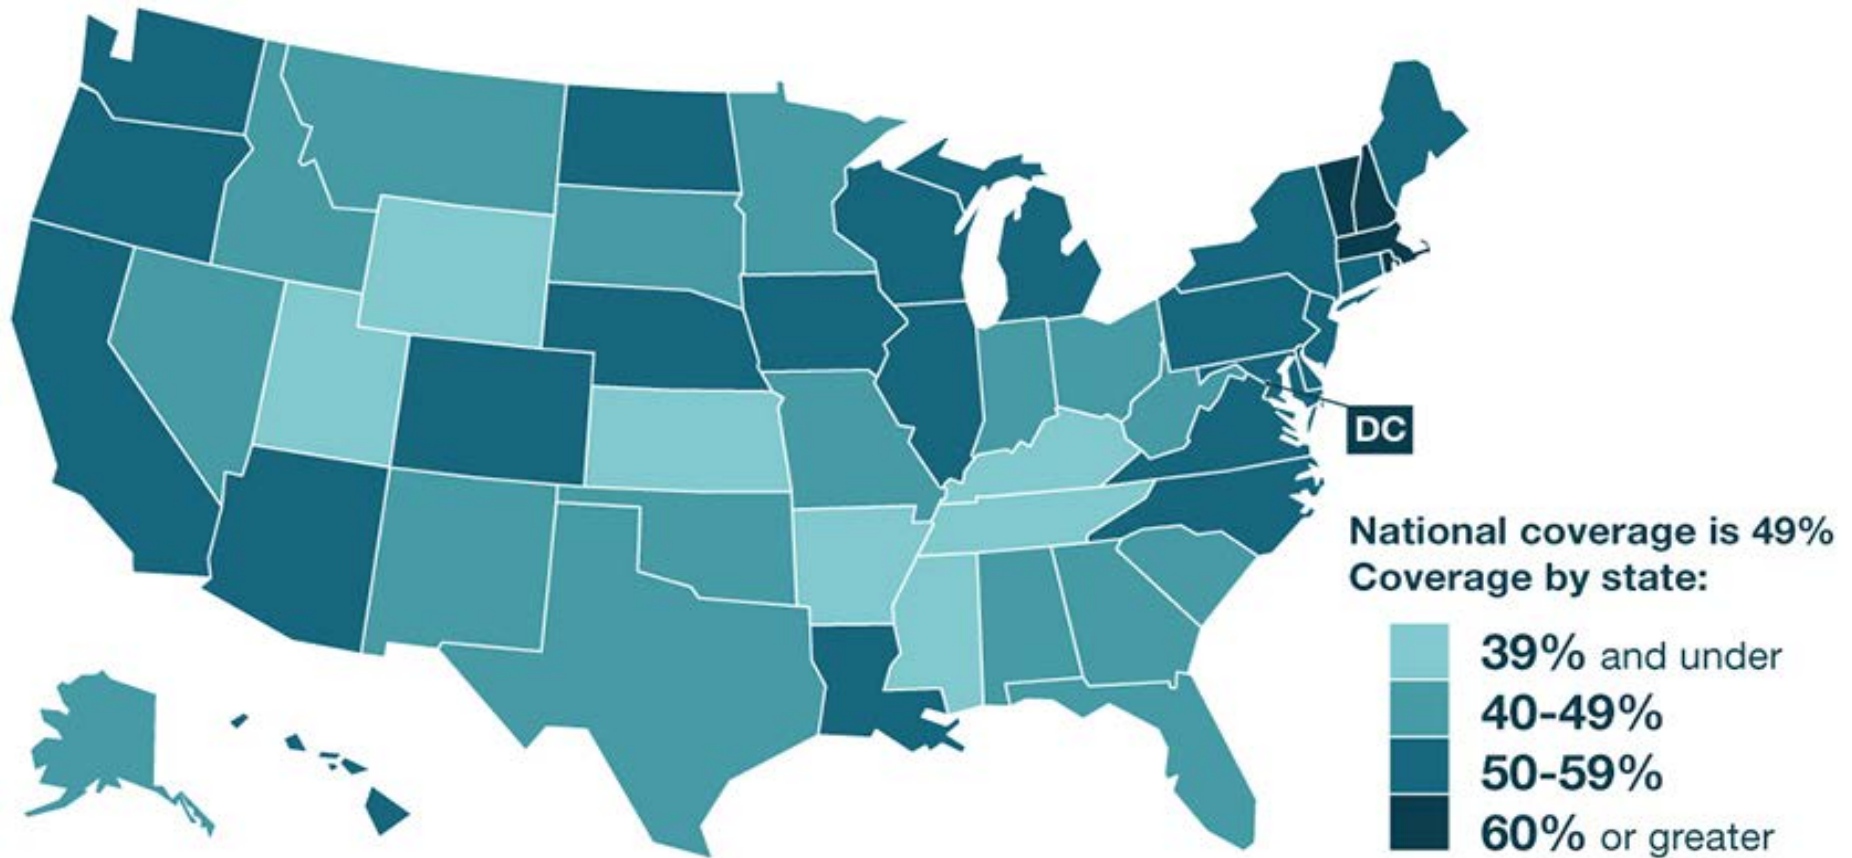 DC
National coverage is 49%
Coverage by state:
39% and under
40-49%
50-59%
60% or greater